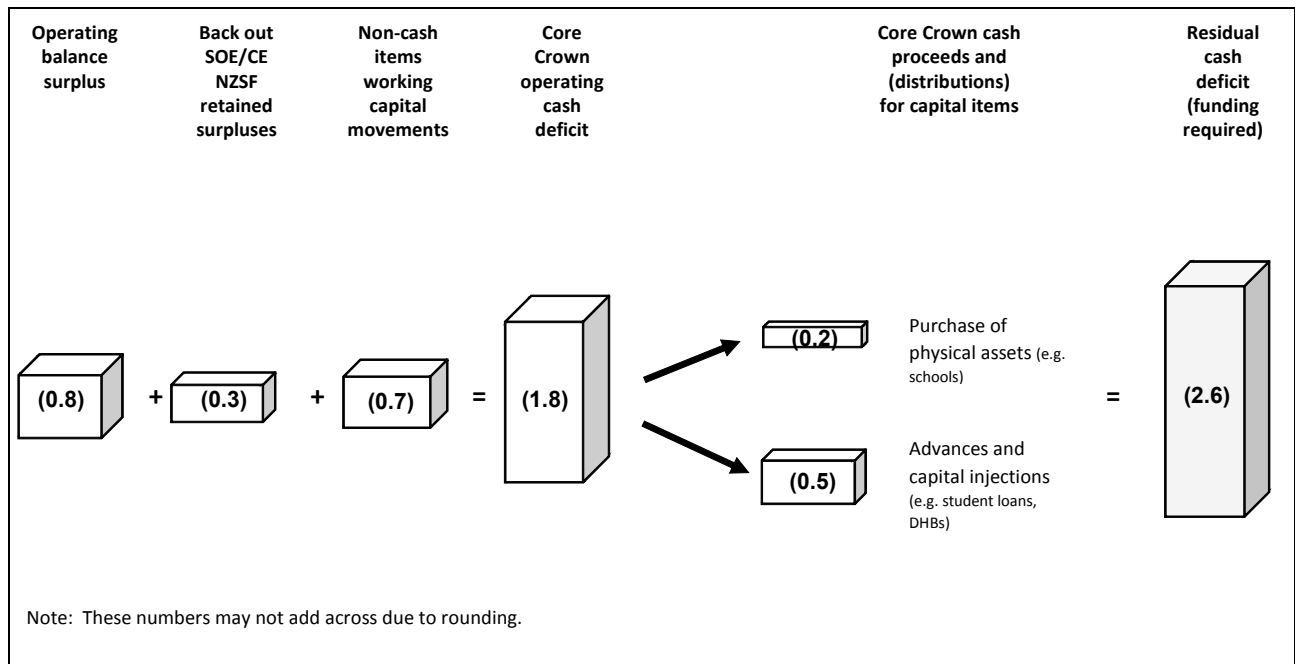 Operating
balance
surplus
Back out
SOE/CE
NZSF
retained
surpluses
Non-cash
items
working
capital
movements
Core
Crown
operating
cash
deficit
Core Crown cash
proceeds and
(distributions)
for capital items
Residual
cash
deficit
(funding
required)
(0.8)
+
(0.3)
+
(0.7)
=
(1.8)
(0.2)
Purchase of
physical assets (e.g.
schools)
(0.5)
Advances and
capital injections
(e.g. student loans,
DHBs)
=
(2.6)
Note: These numbers may not add across due to rounding.